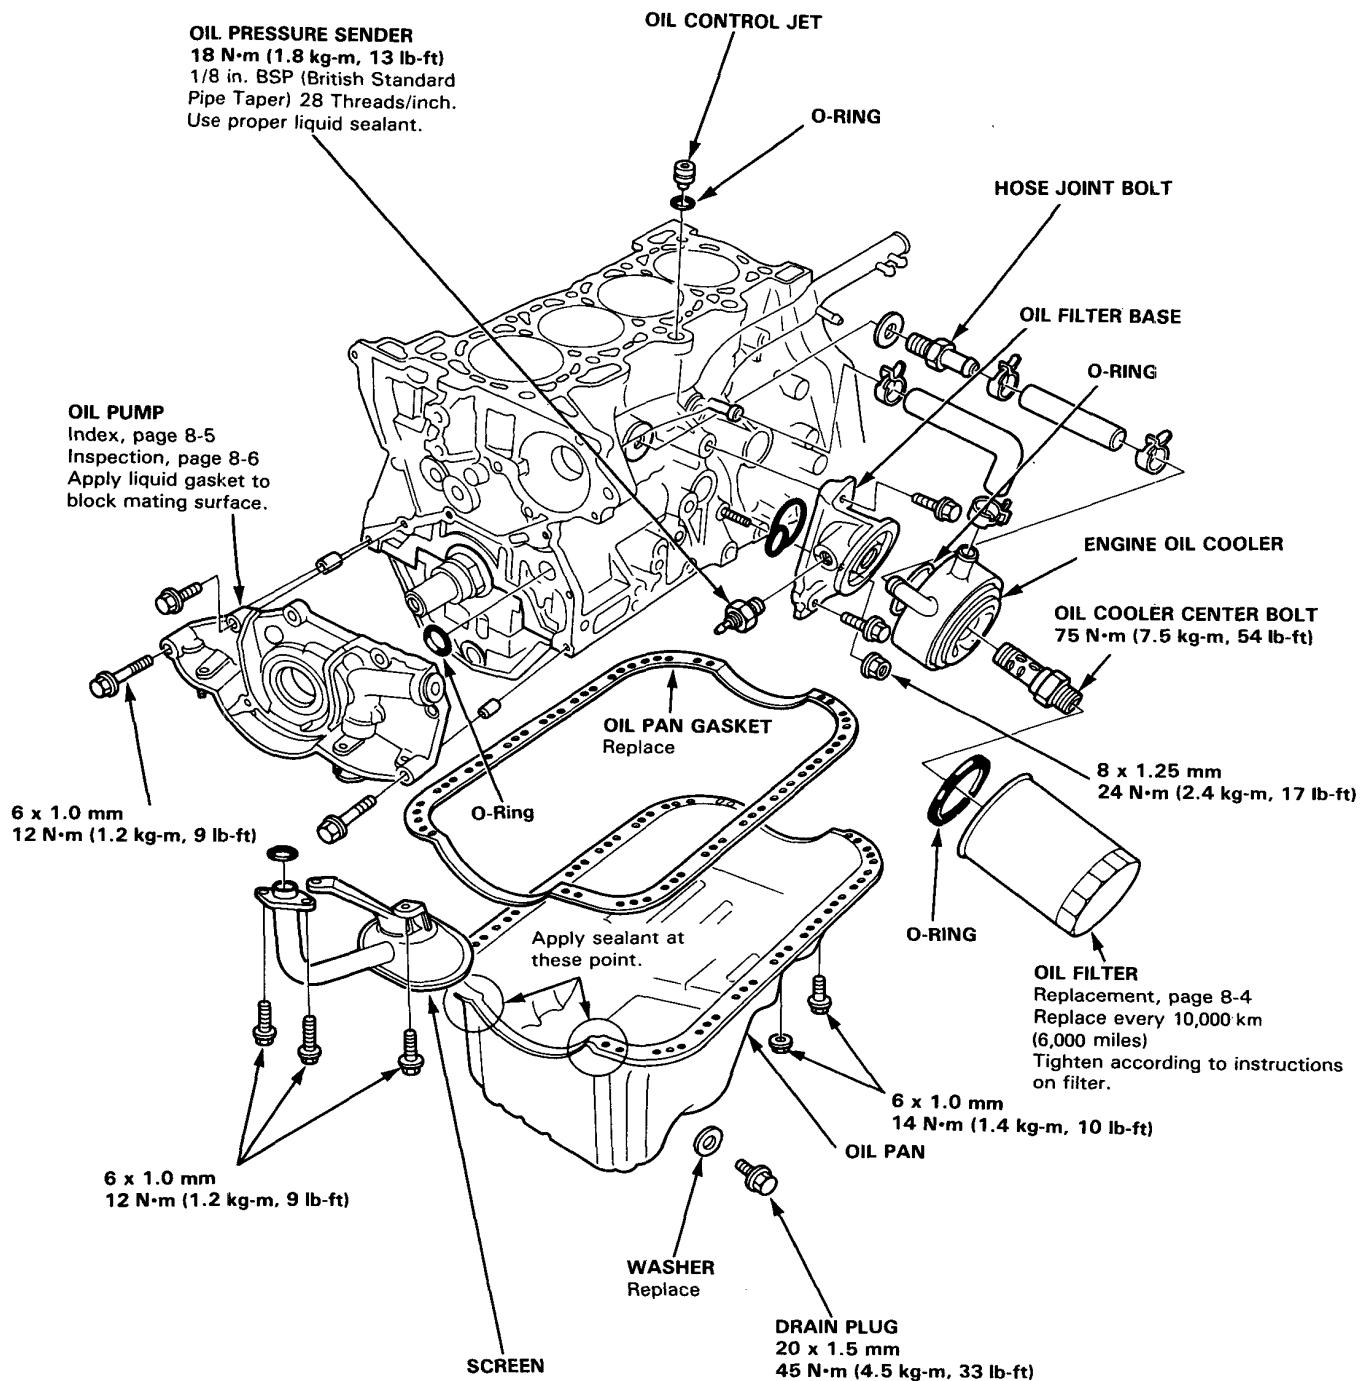 OIL PRESSURE SENDER
18 N•m (1.8 kg-m, 13 lb-ft)
1/8 in. BSP (British Standard
Pipe Taper) 28 Threads/inch.
Use proper liquid sealant.
OIL CONTROL JET
O-RING
HOSE JOINT BOLT
OIL FILTER BASE
O-RING
OIL PUMP
Index, page 8-5
Inspection, page 8-6
Apply liquid gasket to
block mating surface.
ENGINE OIL COOLER
OIL COOLER CENTER BOLT
75 N•m (7.5 kg-m, 54 lb-ft)
OIL PAN GASKET
Replace
8 x 1.25 mm
24 N•m (2.4 kg-m, 17 lb-ft)
6 x 1.0 mm
12 N•m (1.2 kg-m, 9 lb-ft)
O-Ring
O-RING
Apply sealant at
these point.
OIL FILTER
Replacement, page 8-4
Replace every 10,000 km
(6,000 miles)
Tighten according to instructions
on filter.
6 x 1.0 mm
14 N•m (1.4 kg-m, 10 lb-ft)
OIL PAN
6 x 1.0 mm
12 N•m (1.2 kg-m, 9 lb-ft)
WASHER
Replace
DRAIN PLUG
20 x 1.5 mm
45 N•m (4.5 kg-m, 33 lb-ft)
SCREEN